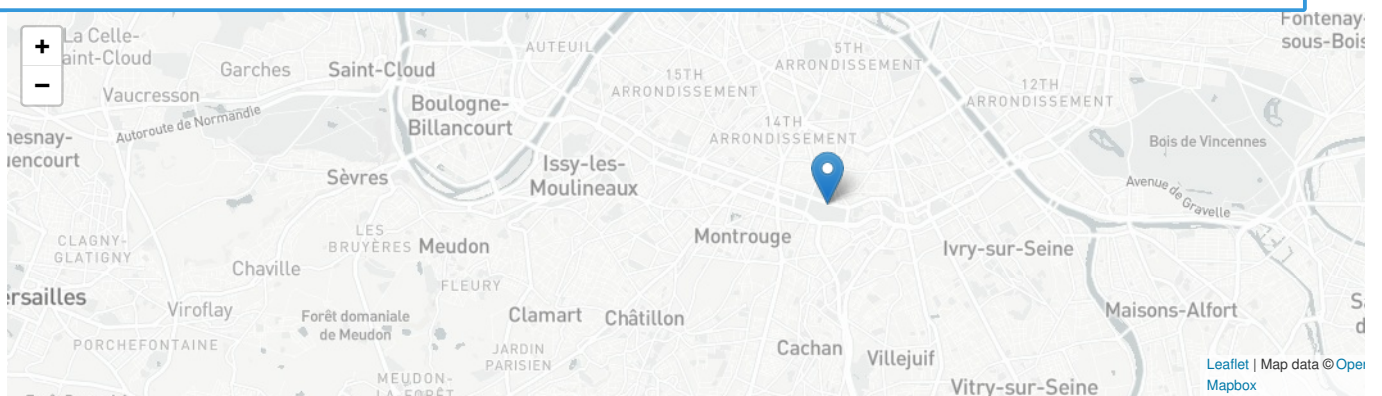 +
−
La Celle-
aint-Cloud
Garches
Saint-Cloud
AUTEUIL
5TH
ARRONDISSEMENT
Fontenay-
sous-Bois
15TH
ARRONDISSEMENT
12TH
ARRONDISSEMENT
Vaucresson
Autoroute de Normandie
Boulogne-
Billancourt
14TH
ARRONDISSEMENT
hesnay-
uencourt
Bois de Vincennes
Issy-les-
Moulineaux
Sèvres
Avenue de Gravelle
LES
BRUYÈRES
Meudon
Montrouge
Ivry-sur-Seine
CLAGNY-
GLATIGNY
Chaville
FLEURY
ersailles
Viroflay
Forêt domaniale
de Meudon
Clamart
Châtillon
Maisons-Alfort
S
d
PORCHEFONTAINE
JARDIN
PARISIEN
Cachan
Villejuif
MEUDON-
LA FORÊT
Vitry-sur-Seine
Leaflet | Map data © Open
Mapbox